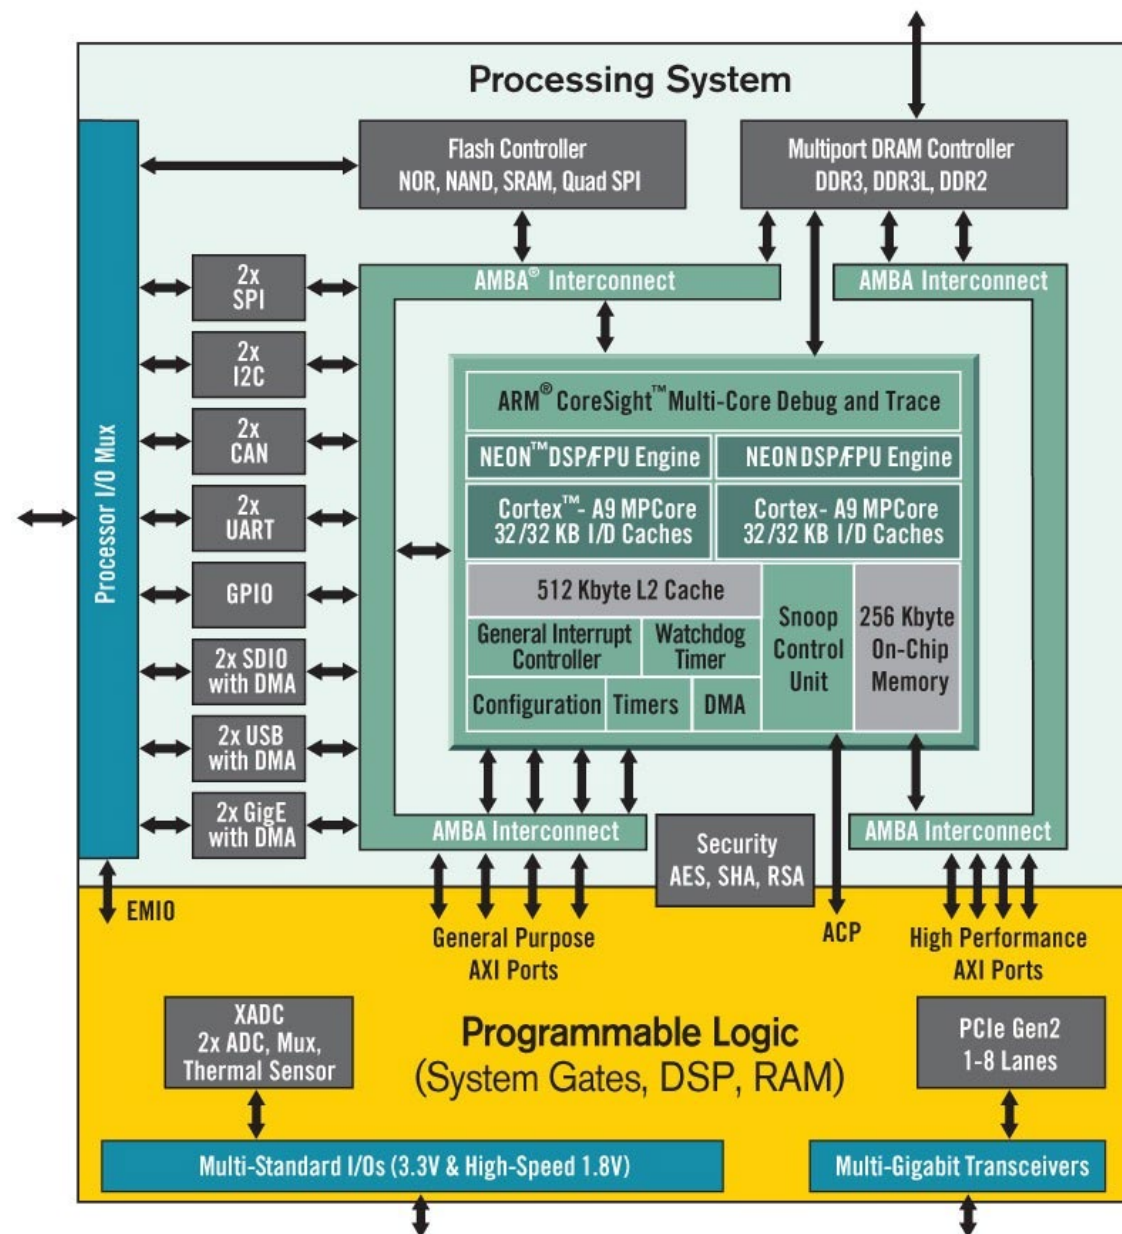 Processing System
Flash Controller
NOR, NAND, SRAM, Quad SPI
Multiport DRAM Controller
DDR3, DDR3L, DDR2
Processor I/O Mux
2x
SPI
2x
I2C
2x
CAN
2x
UART
GPIO
2x SDIO
with DMA
2x USB
with DMA
2x GigE
with DMA
AMBA® Interconnect
AMBA Interconnect
ARM® CoreSight™ Multi-Core Debug and Trace
NEON™ DSP/FPU Engine
NEON DSP/FPU Engine
Cortex™- A9 MPCore
32/32 KB I/D Caches
Cortex- A9 MPCore
32/32 KB I/D Caches
512 Kbyte L2 Cache
General Interrupt
Controller
Watchdog
Timer
Configuration
Timers
DMA
Snoop
Control
Unit
256 Kbyte
On-Chip
Memory
AMBA Interconnect
Security
AES, SHA, RSA
AMBA Interconnect
EMIO
General Purpose
AXI Ports
ACP
High Performance
AXI Ports
XADC
2x ADC, Mux,
Thermal Sensor
Programmable Logic
(System Gates, DSP, RAM)
PCIe Gen2
1-8 Lanes
Multi-Standard I/Os (3.3V & High-Speed 1.8V)
Multi-Gigabit Transceivers